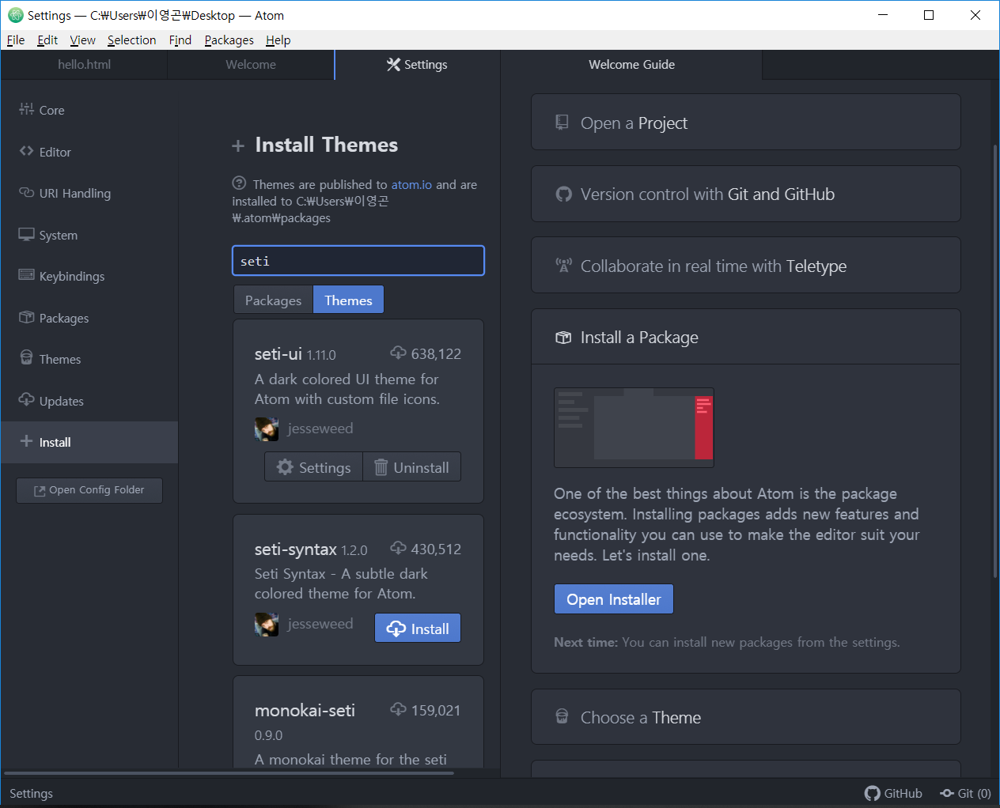 Settings — C:₩Users₩이영곤₩Desktop — Atom
File Edit View Selection Find Packages Help
hello.html Welcome Settings Welcome Guide
Core
Editor
URI Handling
System
Keybindings
Packages
Themes
Updates
Install
Open Config Folder
Install Themes
Themes are published to atom.io and are
installed to C:₩Users₩이영곤
₩.atom₩packages
seti
Packages Themes
seti-ui 1.11.0 638,122
A dark colored UI theme for
Atom with custom file icons.
jesseweed
Settings Uninstall
seti-syntax 1.2.0 430,512
Seti Syntax - A subtle dark
colored theme for Atom.
jesseweed Install
monokai-seti 159,021
0.9.0
A monokai theme for the seti
Open a Project
Version control with Git and GitHub
Collaborate in real time with Teletype
Install a Package
One of the best things about Atom is the package
ecosystem. Installing packages adds new features and
functionality you can use to make the editor suit your
needs. Let's install one.
Open Installer
Next time: You can install new packages from the settings.
Choose a Theme
Settings GitHub Git (0)